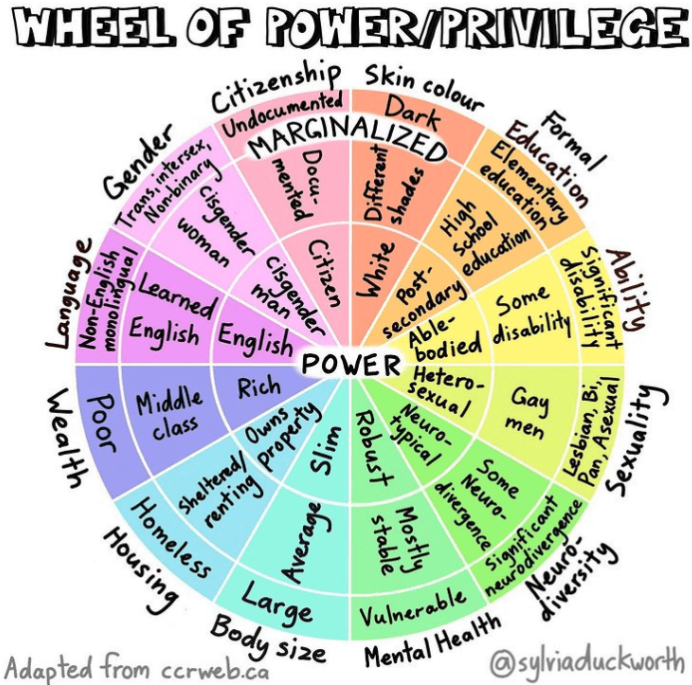 WHEEL OF POWER/PRIVILEGE
Citizenship
Undocumented
Docu-
mented
Citizen
Skin colour
Dark
Different
shades
White
Formal
Education
Elementary
education
High
School
education
Post-
secondary
Ability
Significant
disability
Some
disability
Able-
bodied
Sexuality
Lesbian, Bi,
Pan, Asexual
Gay
men
Hetero-
sexual
Neuro-
diversity
Significant
neurodivergence
Some
Neuro-
divergence
Neuro-
typical
Mental Health
Vulnerable
Mostly
stable
Robust
Body size
Large
Average
Slim
Housing
Homeless
Sheltered/
renting
Owns
property
Wealth
Poor
Middle
class
Rich
Language
Non-English
monolingual
Learned
English
English
Gender
Trans, intersex,
Nonbinary
Cisgender
woman
Cisgender
man
MARGINALIZED
POWER
Adapted from ccrweb.ca
@sylviaduckworth